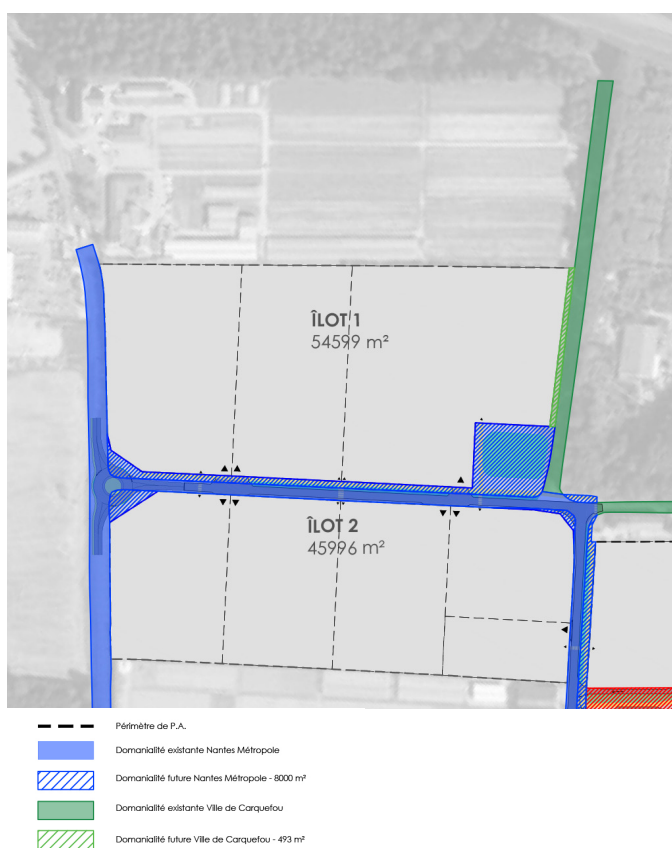 ÎLOT 1
54599 m²
ÎLOT 2
45996 m²
Périmètre de P.A.
Domanialité existante Nantes Métropole
Domanialité future Nantes Métropole - 8000 m²
Domanialité existante Ville de Carquefou
Domanialité future Ville de Carquefou - 493 m²